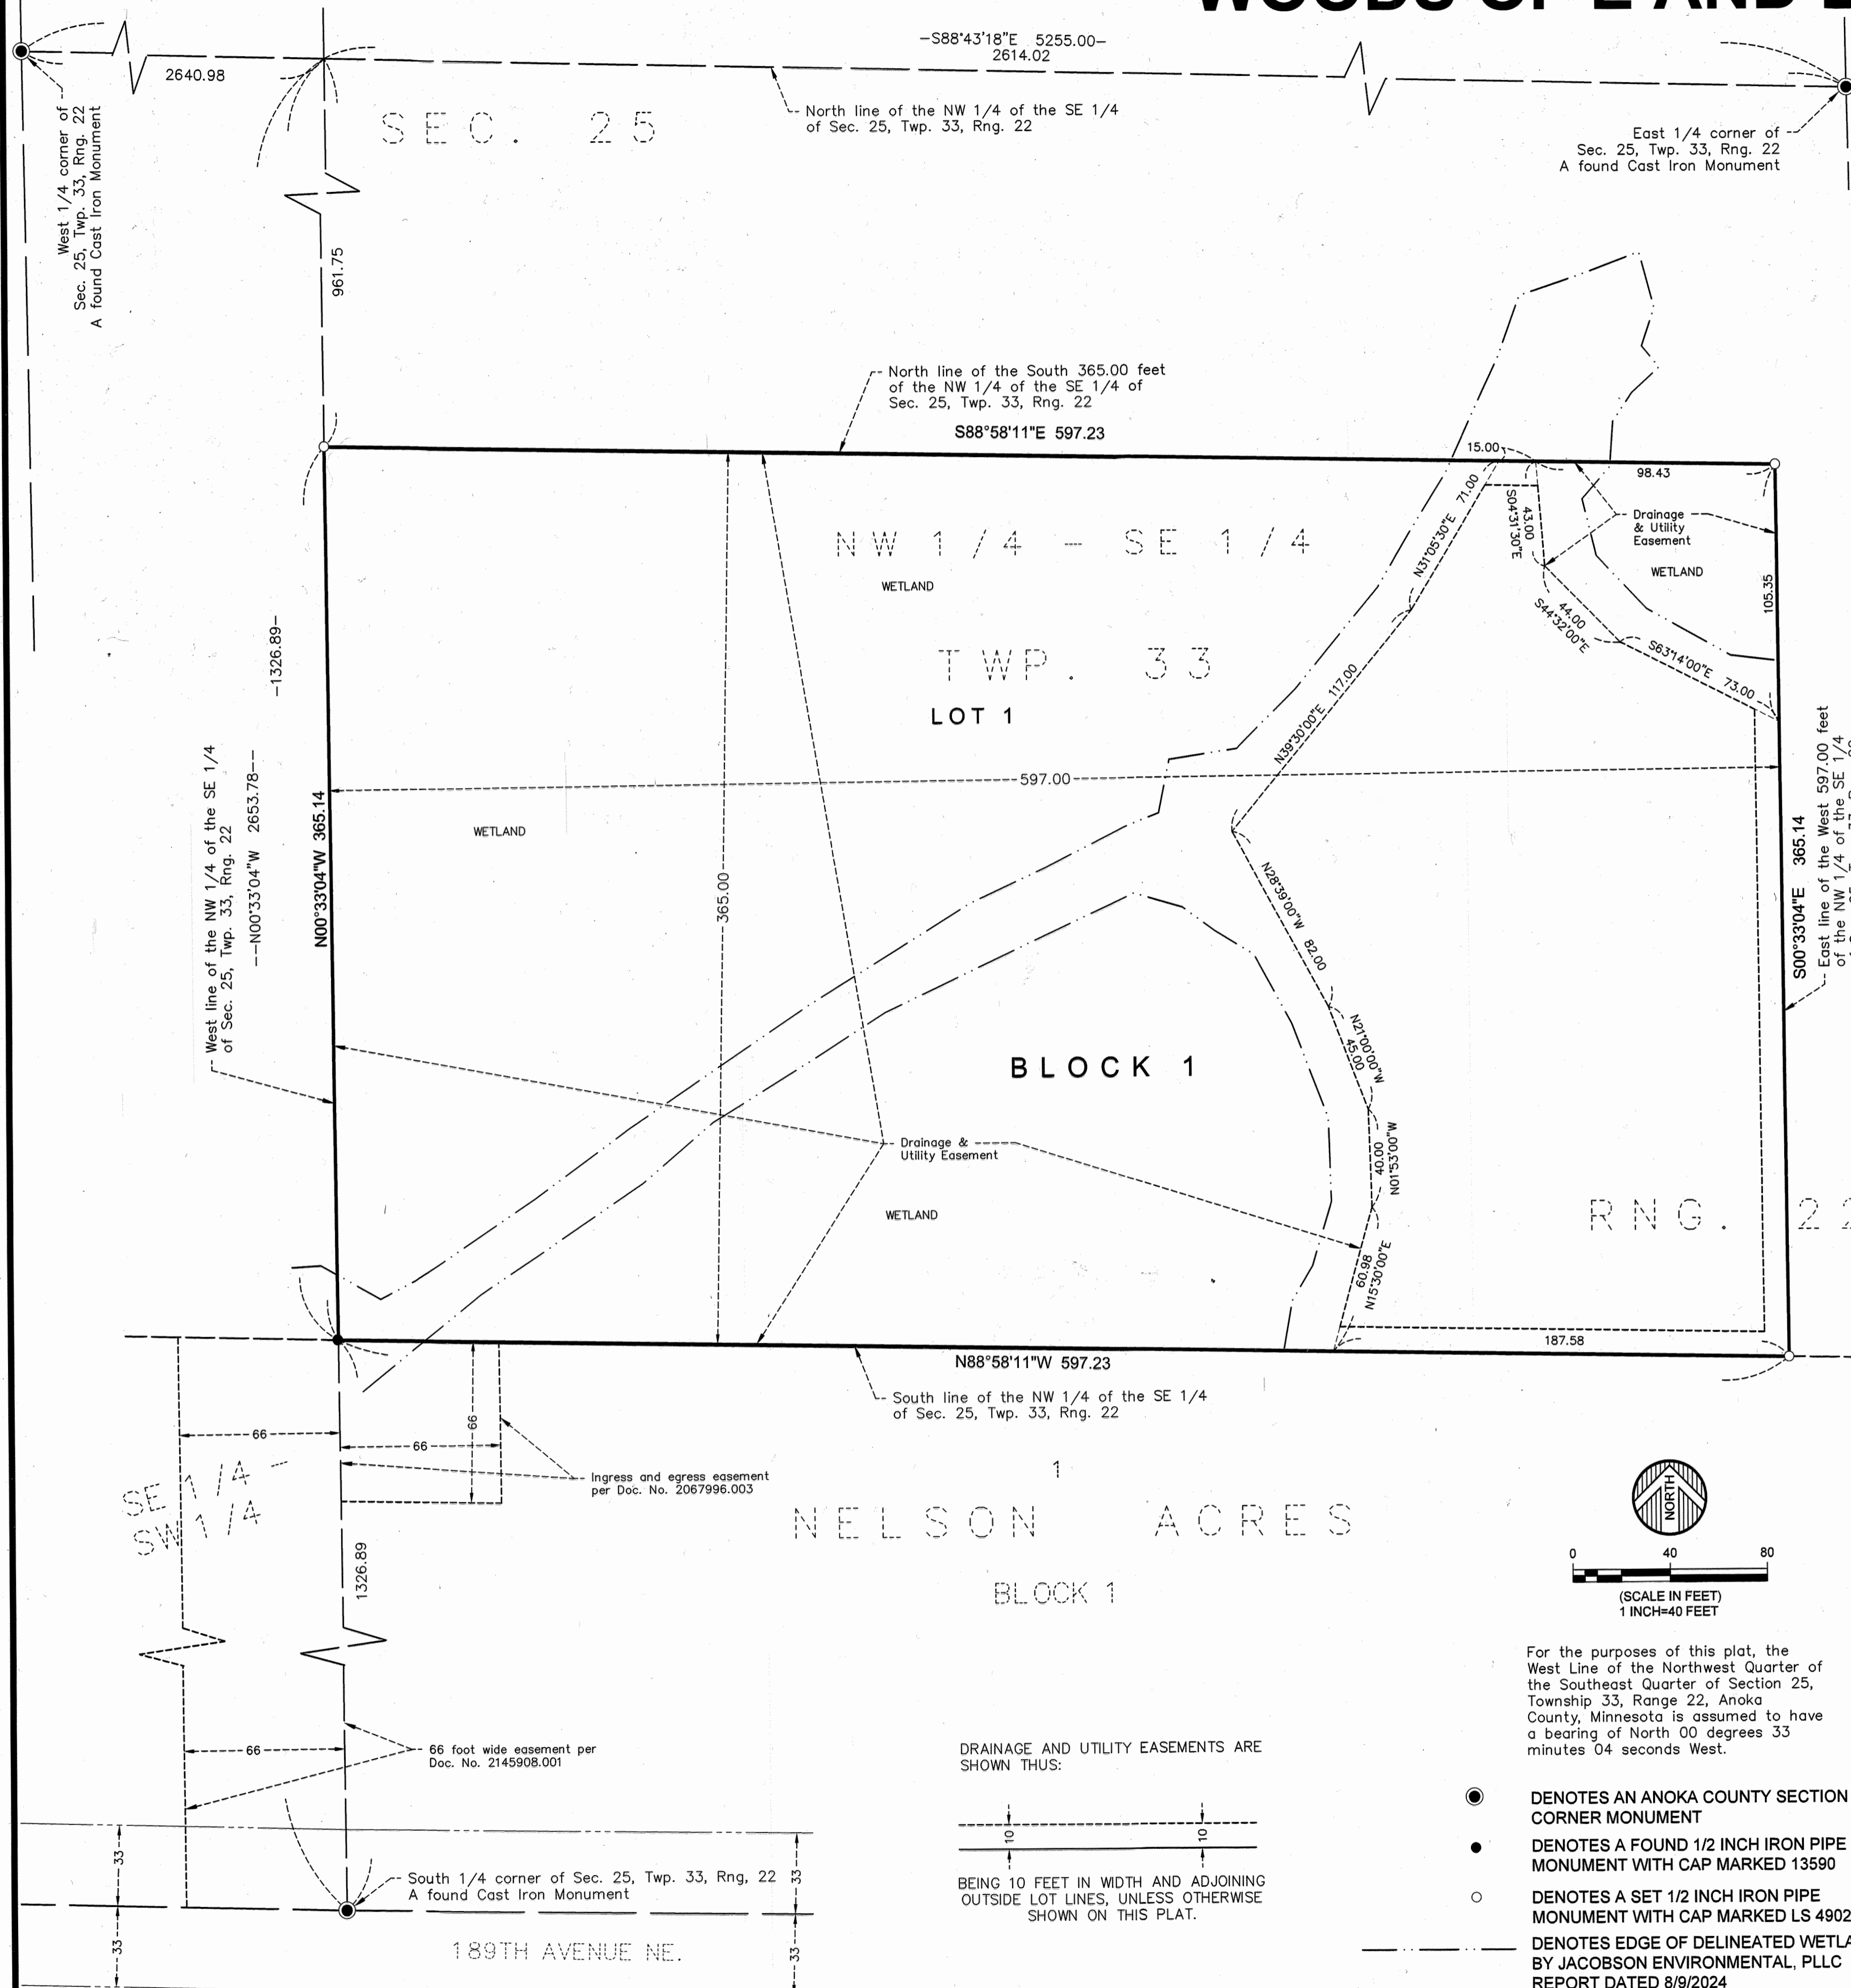 —S88°43'18"E 5255.00—
2614.02
2640.98
West 1/4 corner of
Sec. 25, Twp. 33, Rng. 22
A found Cast Iron Monument
SEC. 25
North line of the NW 1/4 of the SE 1/4
of Sec. 25, Twp. 33, Rng. 22
East 1/4 corner of
Sec. 25, Twp. 33, Rng. 22
A found Cast Iron Monument
961.75
North line of the South 365.00 feet
of the NW 1/4 of the SE 1/4 of
Sec. 25, Twp. 33, Rng. 22
S88°58'11"E 597.23
15.00
98.43
71.00
N31°05'30"E
43.00
S04°31'30"E
Drainage
& Utility
Easement
WETLAND
105.35
44.00
S44°32'00"E
S63°14'00"E 73.00
NW 1/4 - SE 1/4
WETLAND
TWP. 33
LOT 1
N39°30'00"E 117.00
—1326.89—
597.00
WETLAND
365.00
West line of the NW 1/4 of the SE 1/4
of Sec. 25, Twp. 33, Rng. 22
——N00°33'04"W 2653.78——
N00°33'04"W 365.14
N28°39'00"W 82.00
N21°00'00"W
45.00
S00°33'04"E 365.14
East line of the West 597.00 feet
of the NW 1/4 of the SE 1/4
BLOCK 1
Drainage &
Utility Easement
40.00
N01°53'00"W
WETLAND
RNG. 22
60.98
N15°30'00"E
187.58
N88°58'11"W 597.23
South line of the NW 1/4 of the SE 1/4
of Sec. 25, Twp. 33, Rng. 22
66
66
66
Ingress and egress easement
per Doc. No. 2067996.003
SE 1/4 -
SW 1/4
1
NELSON ACRES
BLOCK 1
1326.89
NORTH
0 40 80
(SCALE IN FEET)
1 INCH=40 FEET
For the purposes of this plat, the
West Line of the Northwest Quarter of
the Southeast Quarter of Section 25,
Township 33, Range 22, Anoka
County, Minnesota is assumed to have
a bearing of North 00 degrees 33
minutes 04 seconds West.
66
66 foot wide easement per
Doc. No. 2145908.001
DRAINAGE AND UTILITY EASEMENTS ARE
SHOWN THUS:
10 10
BEING 10 FEET IN WIDTH AND ADJOINING
OUTSIDE LOT LINES, UNLESS OTHERWISE
SHOWN ON THIS PLAT.
DENOTES AN ANOKA COUNTY SECTION
CORNER MONUMENT
DENOTES A FOUND 1/2 INCH IRON PIPE
MONUMENT WITH CAP MARKED 13590
DENOTES A SET 1/2 INCH IRON PIPE
MONUMENT WITH CAP MARKED LS 4902
DENOTES EDGE OF DELINEATED
BY JACOBSON ENVIRONMENTAL, PLLC
REPORT DATED 8/9/2024
33
33
33
33
South 1/4 corner of Sec. 25, Twp. 33, Rng, 22
A found Cast Iron Monument
189TH AVENUE NE.